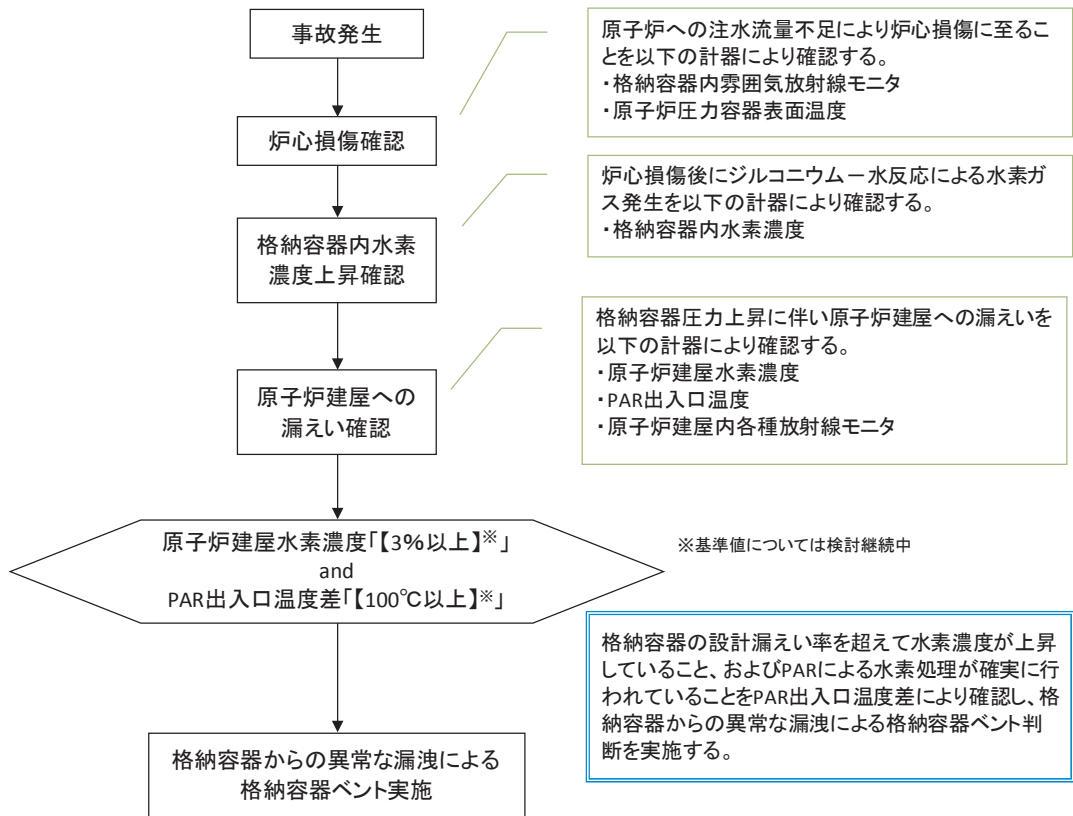 事故発生
原子炉への注水流量不足により炉心損傷に至るこ
とを以下の計器により確認する。
・格納容器内雰囲気放射線モニタ
・原子炉圧力容器表面温度
炉心損傷確認
炉心損傷後にジルコニウム－水反応による水素ガ
ス発生を以下の計器により確認する。
・格納容器内水素濃度
格納容器内水素
濃度上昇確認
格納容器圧力上昇に伴い原子炉建屋への漏えいを
以下の計器により確認する。
・原子炉建屋水素濃度
・PAR出入口温度
・原子炉建屋内各種放射線モニタ
原子炉建屋への
漏えい確認
原子炉建屋水素濃度「【3%以上】※」
and
PAR出入口温度差「【100℃以上】※」
※基準値については検討継続中
格納容器の設計漏えい率を超えて水素濃度が上昇
していること、およびPARによる水素処理が確実に行
われていることをPAR出入口温度差により確認し、格
納容器からの異常な漏洩による格納容器ベント判
断を実施する。
格納容器からの異常な漏洩による
格納容器ベント実施